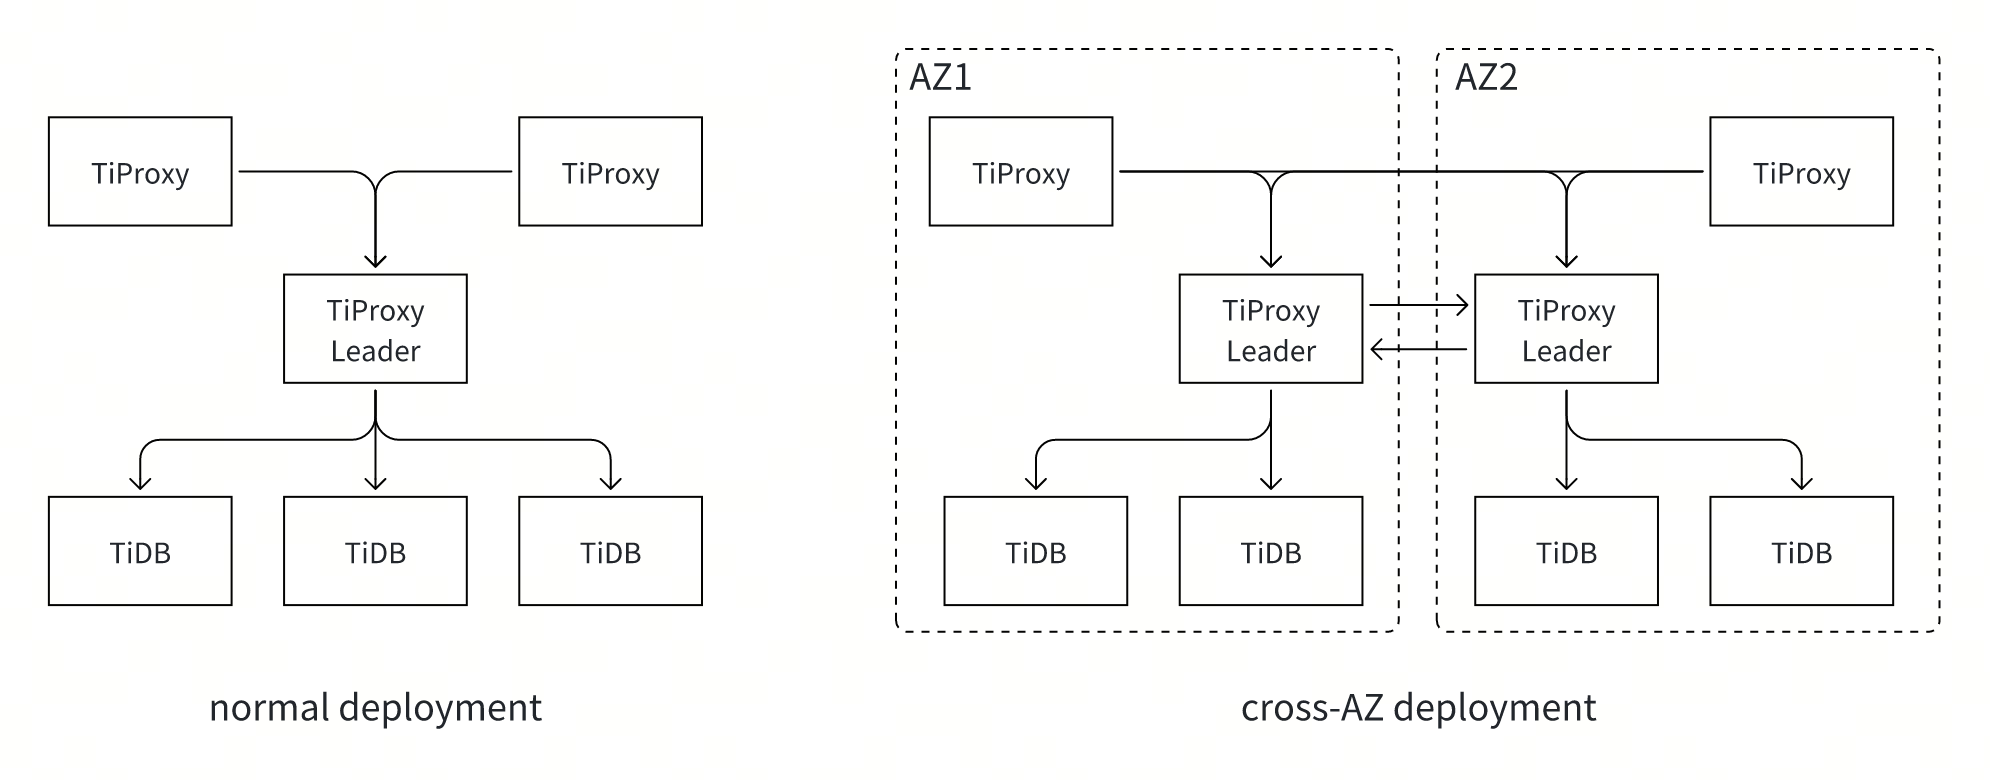 TiProxy
TiProxy
TiProxy
Leader
TiDB
TiDB
TiDB
normal deployment
AZ1
AZ2
TiProxy
TiProxy
TiProxy
Leader
TiProxy
Leader
TiDB
TiDB
TiDB
TiDB
cross-AZ deployment